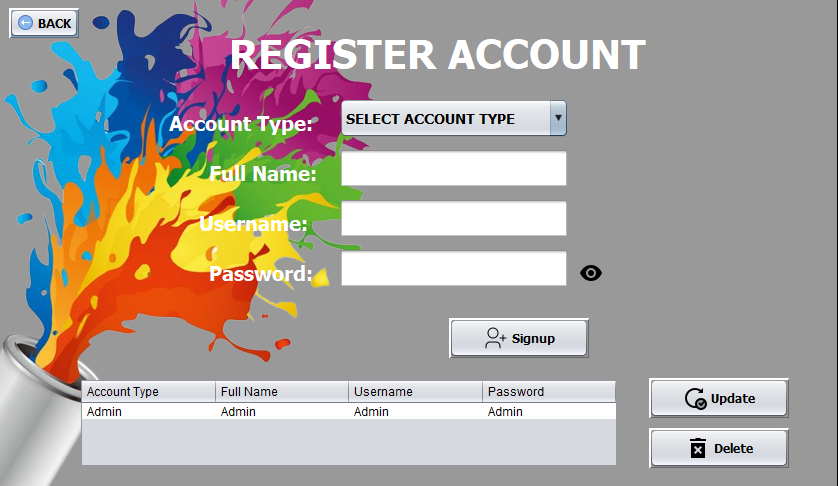 BACK
REGISTER ACCOUNT
Account Type: SELECT ACCOUNT TYPE
Full Name:
Username:
Password:
Signup
Account Type Full Name Username Password
Admin Admin Admin Admin
Update
Delete